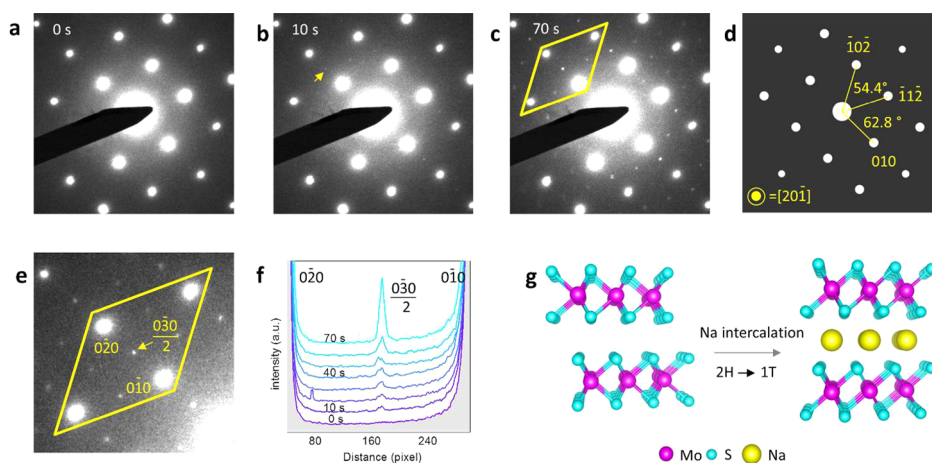 a
0 s
b
10 s
c
70 s
d
1̄02̄
54.4°
1̄12̄
62.8 °
010
=[201̄]
e
02̄0
03̄0
2
01̄0
f
02̄0
03̄0
2
01̄0
70 s
40 s
10 s
0 s
intensity (a.u.)
80 160 240
Distance (pixel)
g
Na intercalation
2H → 1T
Mo S Na